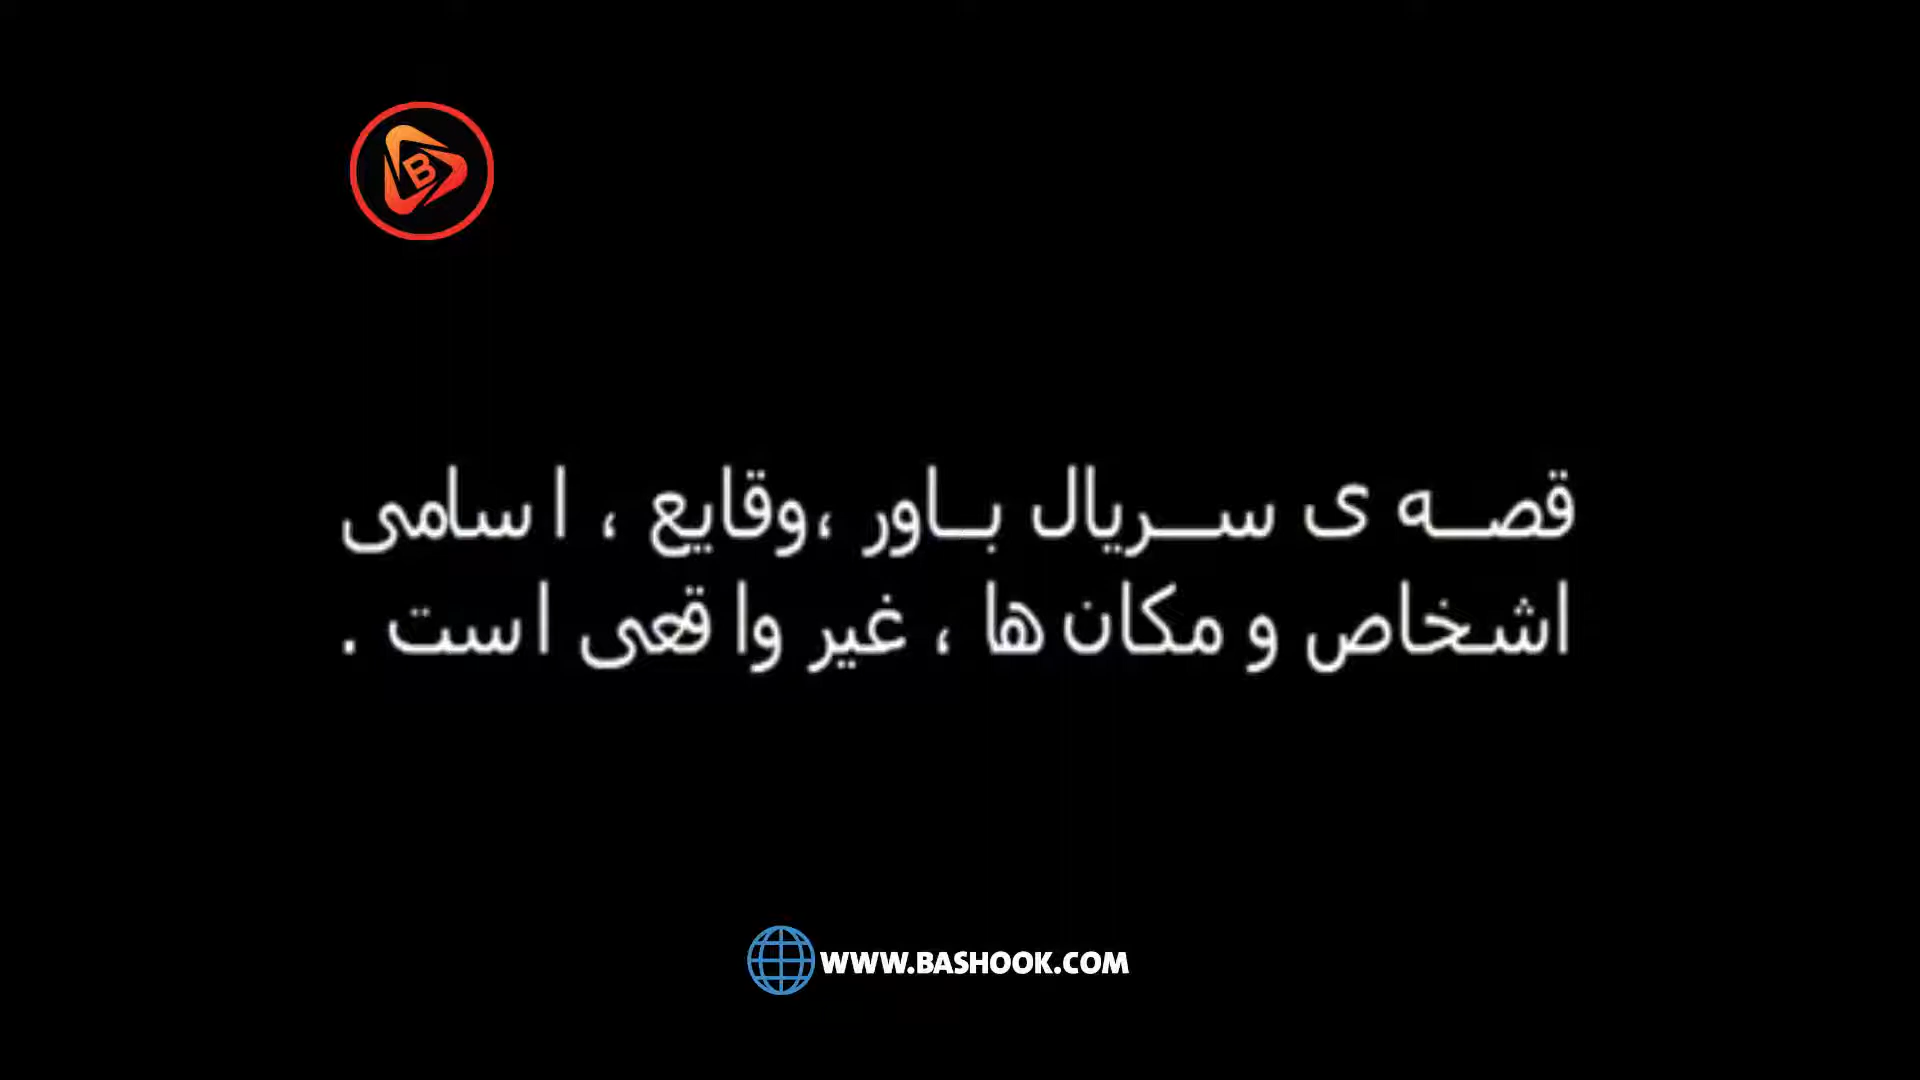 B
قصه ی سریال باور ،وقایع ، اسامی
اشخاص و مکان ها ، غیر واقعی است .
WWW.BASHOOK.COM